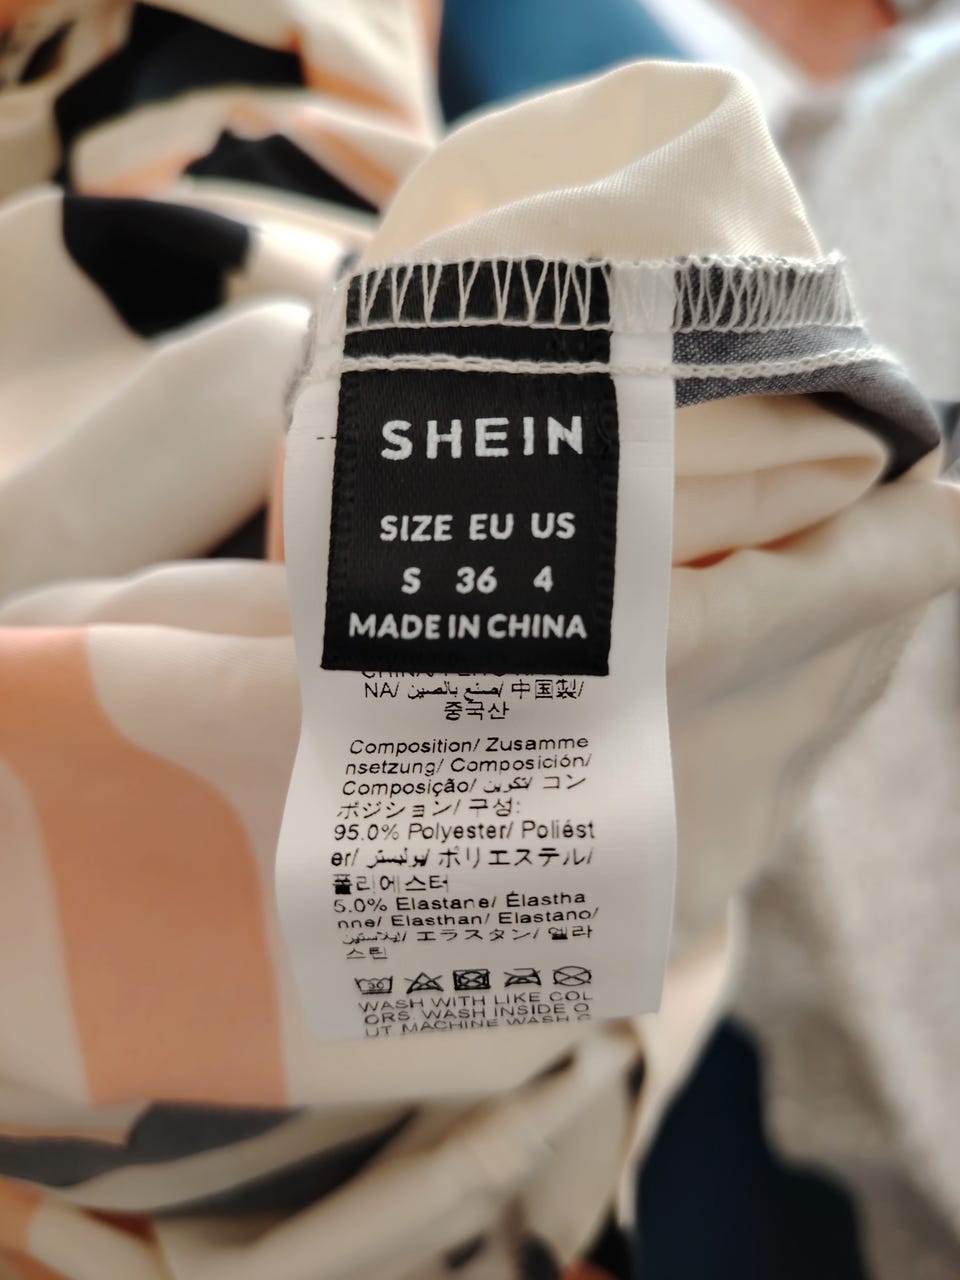 SHEIN
SIZE EU US
S 36 4
MADE IN CHINA
NA/ صنع بالصين/ 中国製/
중국산
Composition/ Zusamme
nsetzung/ Composición/
Composição/ تكوين/ コン
ポジション/ 구성:
95.0% Polyester/ Poliést
er/ بوليستر/ ポリエステル/
폴리에스터
5.0% Elastane/ Élastha
nne/ Elasthan/ Elastano/
エラスタン/ 엘라
스틴
30
WASH WITH LIKE COL
ORS. WASH INSIDE O
UT MACHINE WASH C